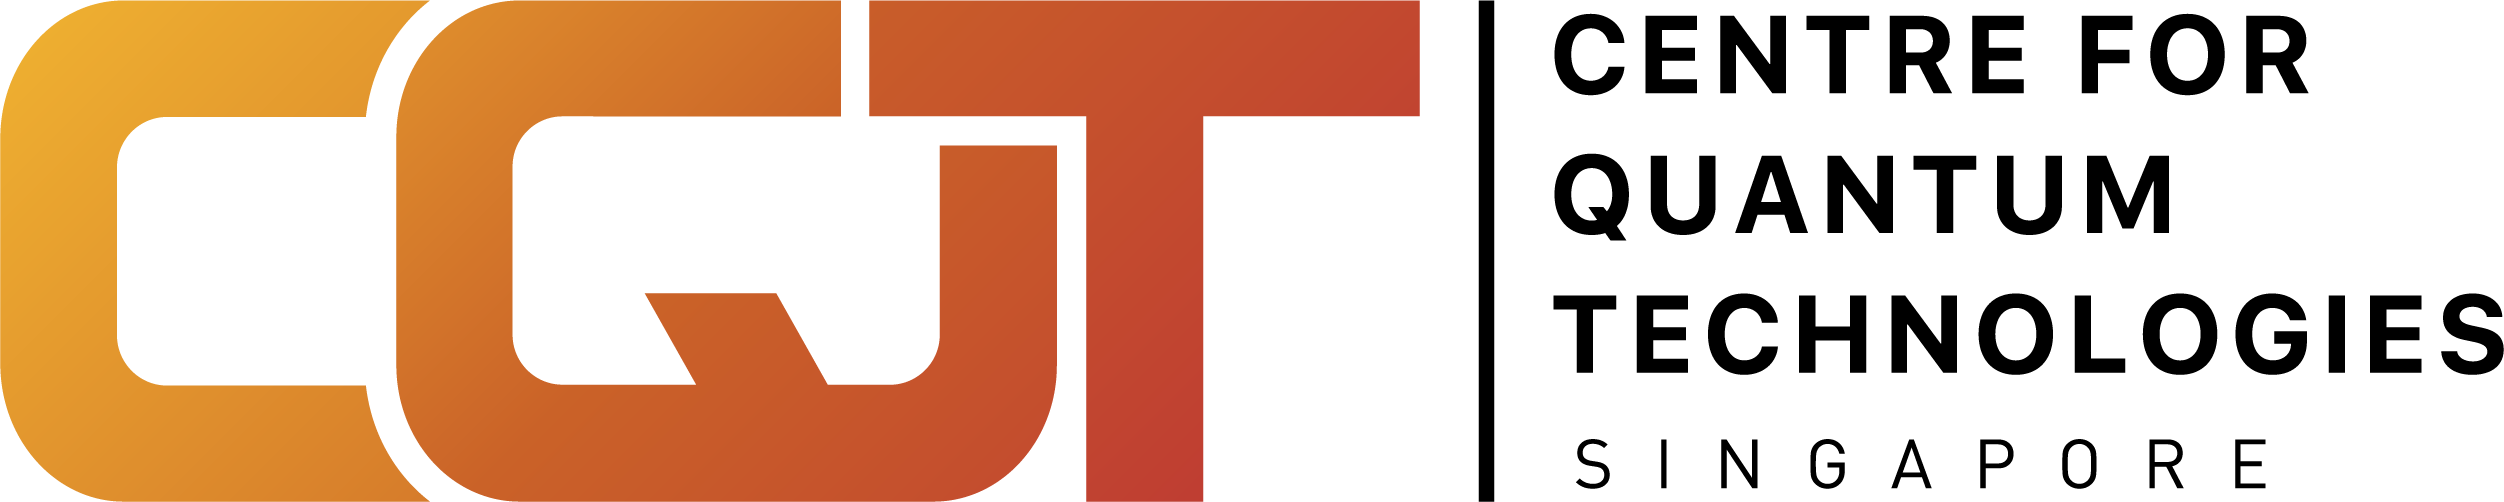 CQT
CENTRE FOR
QUANTUM
TECHNOLOGIES
SINGAPORE